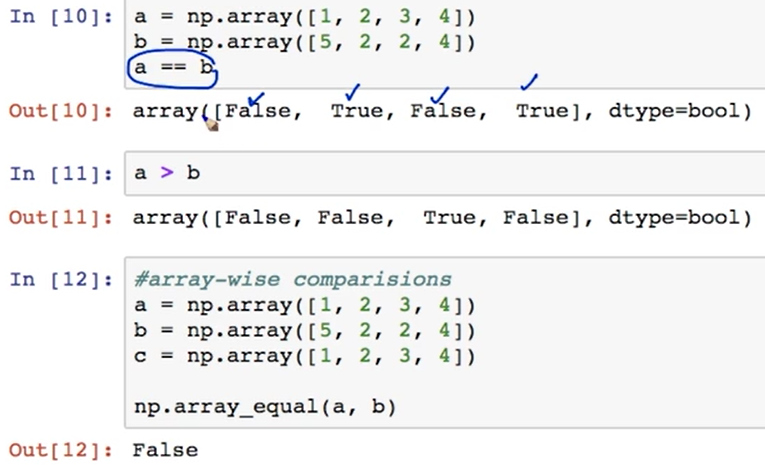 In [10]: a = np.array([1, 2, 3, 4])
b = np.array([5, 2, 2, 4])
a == b
Out[10]: array([False,  True, False,  True], dtype=bool)
In [11]: a > b
Out[11]: array([False, False,  True, False], dtype=bool)
In [12]: #array-wise comparisions
a = np.array([1, 2, 3, 4])
b = np.array([5, 2, 2, 4])
c = np.array([1, 2, 3, 4])
np.array_equal(a, b)
Out[12]: False